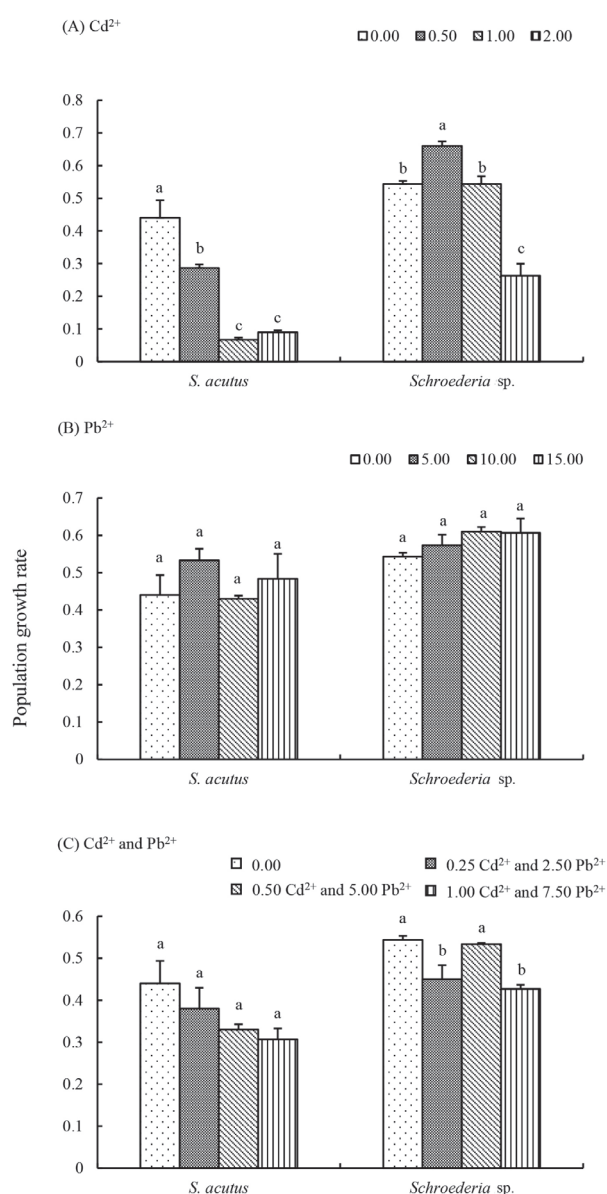 (A) Cd²⁺
0.00 0.50 1.00 2.00
0.8
0.7
0.6
0.5
0.4
0.3
0.2
0.1
0
a b c c b a b c
S. acutus Schroederia sp.
(B) Pb²⁺
0.00 5.00 10.00 15.00
0.7
0.6
0.5
0.4
0.3
0.2
0.1
0
a a a a a a a a
S. acutus Schroederia sp.
Population growth rate
(C) Cd²⁺ and Pb²⁺
0.00 0.25 Cd²⁺ and 2.50 Pb²⁺
0.50 Cd²⁺ and 5.00 Pb²⁺ 1.00 Cd²⁺ and 7.50 Pb²⁺
0.6
0.5
0.4
0.3
0.2
0.1
0
a a a a a b a b
S. acutus Schroederia sp.